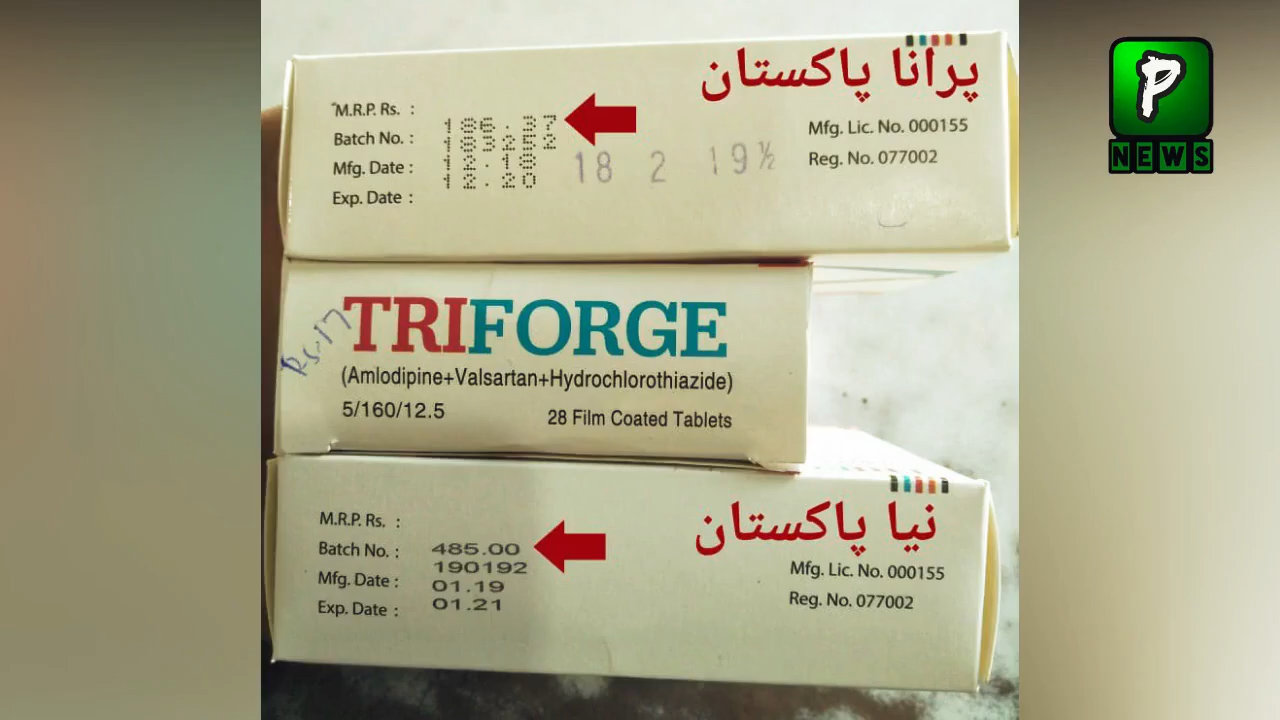 پرانا پاکستان
M.R.P. Rs. :
186.37
Batch No. :
183252
Mfg. Date :
12.18
Exp. Date :
12.20
18 2 19½
Mfg. Lic. No. 000155
Reg. No. 077002
P
NEWS
Rs.17
TRIFORGE
(Amlodipine+Valsartan+Hydrochlorothiazide)
5/160/12.5
28 Film Coated Tablets
نیا پاکستان
M.R.P. Rs. :
485.00
Batch No. :
190192
Mfg. Date :
01.19
Exp. Date :
01.21
Mfg. Lic. No. 000155
Reg. No. 077002